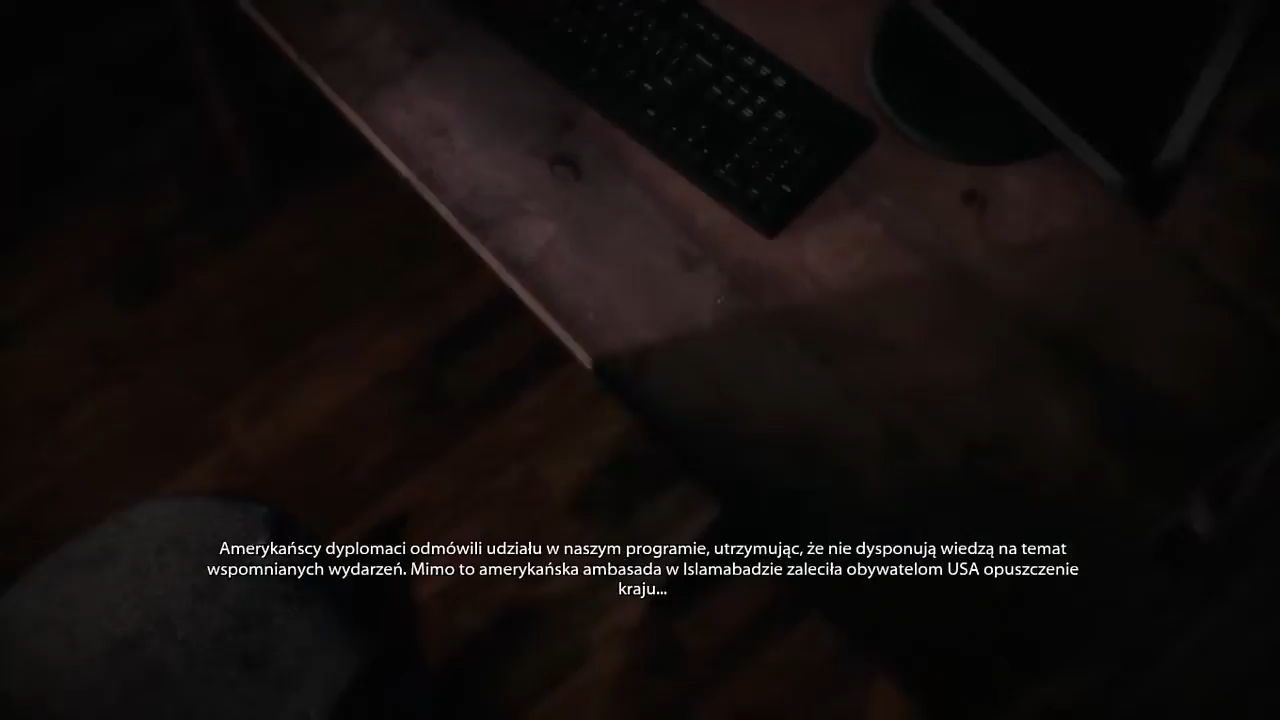 Amerykańscy dyplomaci odmówili udziału w naszym programie, utrzymując, że nie dysponują wiedzą na temat
wspomnianych wydarzeń. Mimo to amerykańska ambasada w Islamabadzie zaleciła obywatelom USA opuszczenie
kraju...